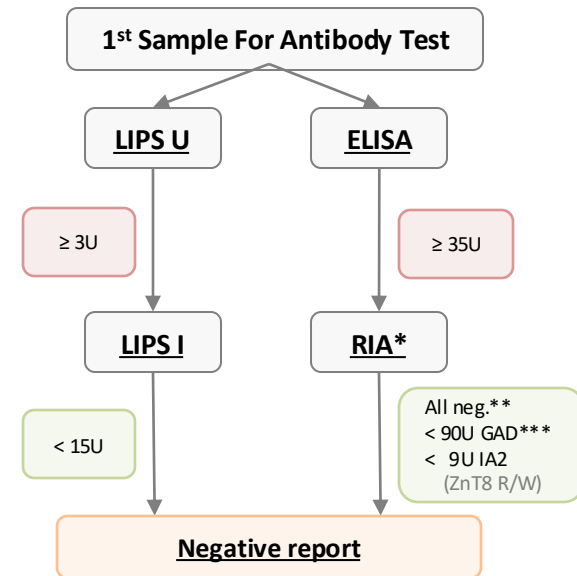 1st Sample For Antibody Test
LIPS U
ELISA
≥ 3U
≥ 35U
LIPS I
RIA*
< 15U
All neg.**
< 90U GAD***
< 9U IA2
(ZnT8 R/W)
Negative report